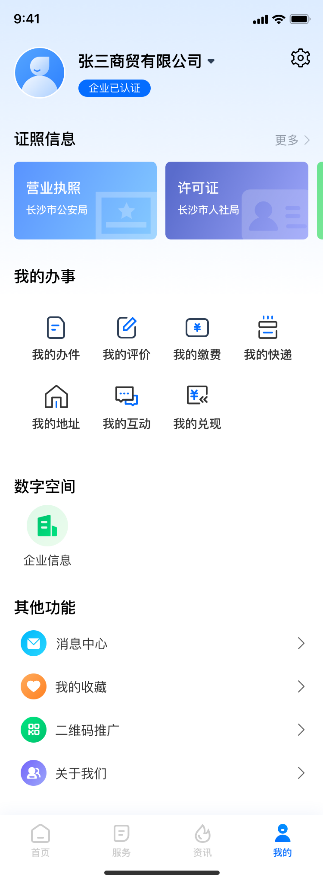 9:41
张三商贸有限公司
企业已认证
证照信息
更多
营业执照
长沙市公安局
许可证
长沙市人社局
我的办事
我的办件
我的评价
我的缴费
我的快递
我的地址
我的互动
我的兑现
数字空间
企业信息
其他功能
消息中心
我的收藏
二维码推广
关于我们
首页
服务
资讯
我的